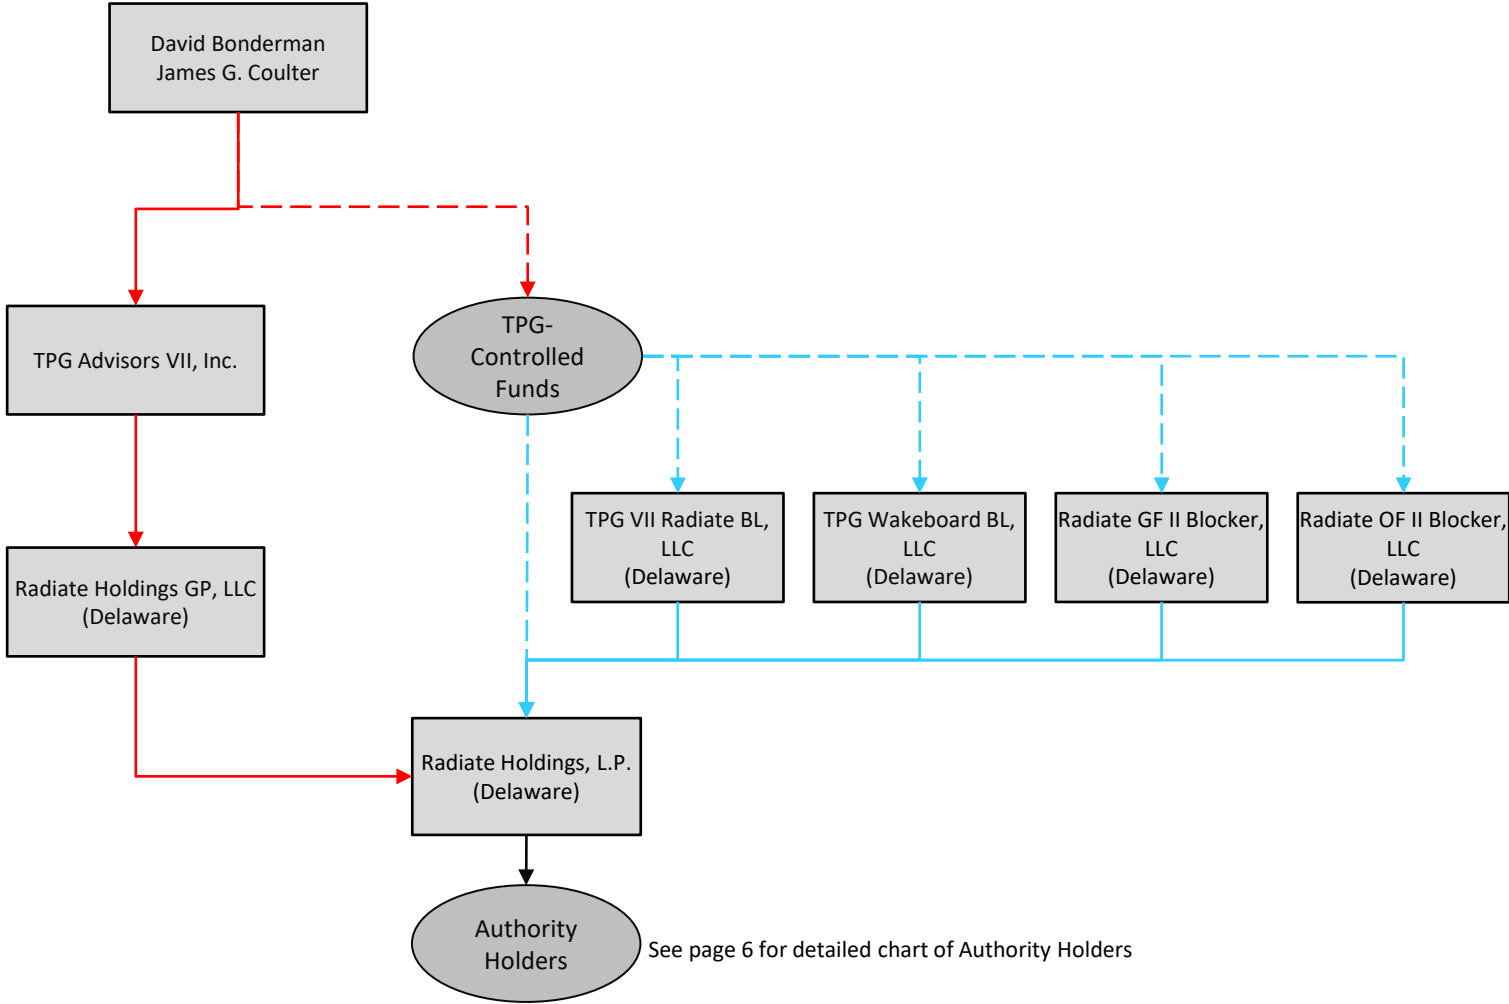 David Bonderman
James G. Coulter
TPG Advisors VII, Inc.
TPG-
Controlled
Funds
TPG VII Radiate BL,
LLC
(Delaware)
TPG Wakeboard BL,
LLC
(Delaware)
Radiate GF II Blocker,
LLC
(Delaware)
Radiate OF II Blocker,
LLC
(Delaware)
Radiate Holdings GP, LLC
(Delaware)
Radiate Holdings, L.P.
(Delaware)
Authority
Holders
See page 6 for detailed chart of Authority Holders